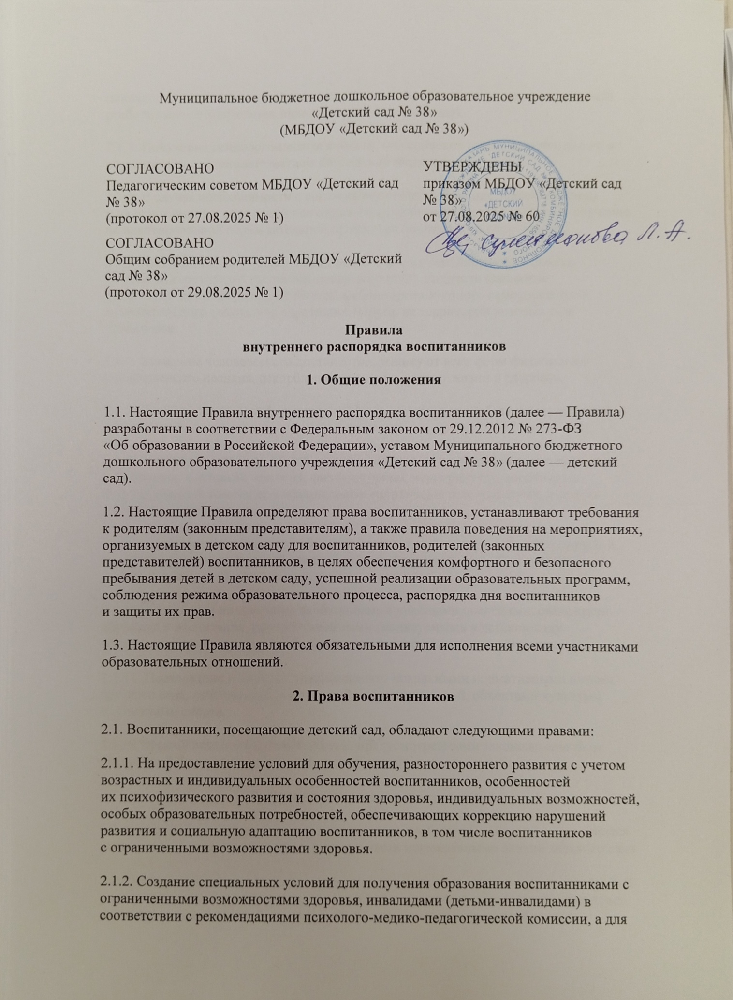 Муниципальное бюджетное дошкольное образовательное учреждение
«Детский сад № 38»
(МБДОУ «Детский сад № 38»)
СОГЛАСОВАНО
Педагогическим советом МБДОУ «Детский сад
№ 38»
(протокол от 27.08.2025 № 1)
СОГЛАСОВАНО
Общим собранием родителей МБДОУ «Детский
сад № 38»
(протокол от 29.08.2025 № 1)
УТВЕРЖДЕНЫ
приказом МБДОУ «Детский сад
№ 38»
от 27.08.2025 № 60
Л. А.
МБДОУ
«ДЕТСКИЙ
Правила
внутреннего распорядка воспитанников
1. Общие положения
1.1. Настоящие Правила внутреннего распорядка воспитанников (далее — Правила)
разработаны в соответствии с Федеральным законом от 29.12.2012 № 273-ФЗ
«Об образовании в Российской Федерации», уставом Муниципального бюджетного
дошкольного образовательного учреждения «Детский сад № 38» (далее — детский
сад).
1.2. Настоящие Правила определяют права воспитанников, устанавливают требования
к родителям (законным представителям), а также правила поведения на мероприятиях,
организуемых в детском саду для воспитанников, родителей (законных
представителей) воспитанников, в целях обеспечения комфортного и безопасного
пребывания детей в детском саду, успешной реализации образовательных программ,
соблюдения режима образовательного процесса, распорядка дня воспитанников
и защиты их прав.
1.3. Настоящие Правила являются обязательными для исполнения всеми участниками
образовательных отношений.
2. Права воспитанников
2.1. Воспитанники, посещающие детский сад, обладают следующими правами:
2.1.1. На предоставление условий для обучения, разностороннего развития с учетом
возрастных и индивидуальных особенностей воспитанников, особенностей
их психофизического развития и состояния здоровья, индивидуальных возможностей,
особых образовательных потребностей, обеспечивающих коррекцию нарушений
развития и социальную адаптацию воспитанников, в том числе воспитанников
с ограниченными возможностями здоровья.
2.1.2. Создание специальных условий для получения образования воспитанниками с
ограниченными возможностями здоровья, инвалидами (детьми-инвалидами) в
соответствии с рекомендациями психолого-медико-педагогической комиссии, а для